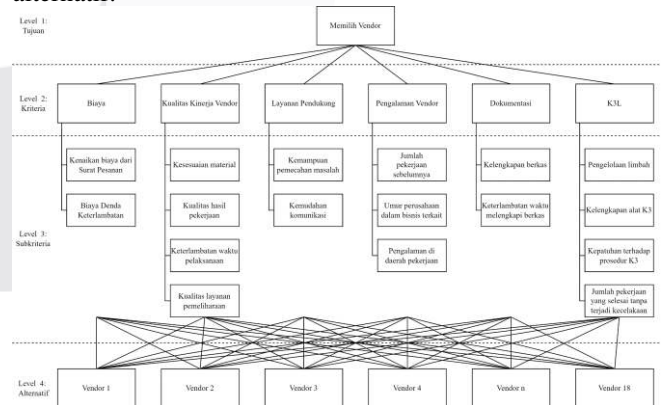 alternatif.
Level 1:
Tujuan
Memilih Vendor
Level 2:
Kriteria
Biaya
Kualitas Kinerja Vendor
Layanan Pendukung
Pengalaman Vendor
Dokumentasi
K3L
Level 3:
Subkriteria
Kenaikan biaya dari
Surat Pesanan
Biaya Denda
Keterlambatan
Kesesuaian material
Kualitas hasil
pekerjaan
Keterlambatan waktu
pelaksanaan
Kualitas layanan
pemeliharaan
Kemampuan
pemecahan masalah
Kemudahan
komunikasi
Jumlah
pekerjaan
sebelumnya
Umur perusahaan
dalam bisnis terkait
Pengalaman di
daerah pekerjaan
Kelengkapan berkas
Keterlambatan waktu
melengkapi berkas
Pengelolaan limbah
Kelengkapan alat K3
Kepatuhan terhadap
prosedur K3
Jumlah pekerjaan
yang selesai tanpa
terjadi kecelakaan
Level 4:
Alternatif
Vendor 1
Vendor 2
Vendor 3
Vendor 4
Vendor n
Vendor 18